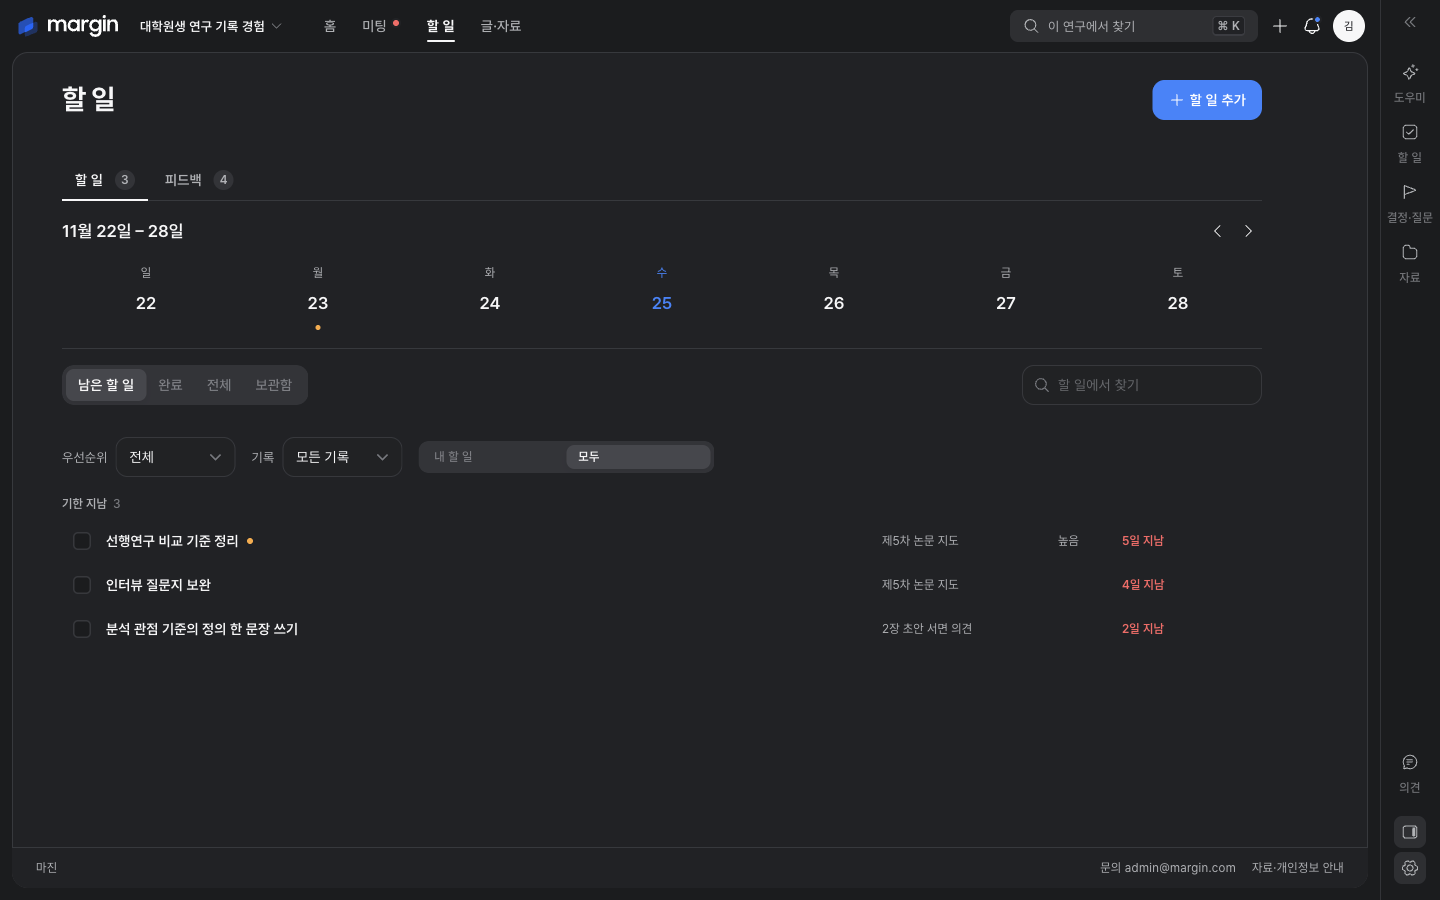 margin 대학원생 연구 기록 경험 홈 미팅 할 일 글·자료 이 연구에서 찾기 ⌘ K 김
도우미
할 일
결정·질문
자료
의견
할 일
할 일 추가
할 일 3 피드백 4
11월 22일 – 28일
일 월 화 수 목 금 토
22 23 24 25 26 27 28
남은 할 일 완료 전체 보관함 할 일에서 찾기
우선순위 전체 기록 모든 기록 내 할 일 모두
기한 지남 3
선행연구 비교 기준 정리 제5차 논문 지도 높음 5일 지남
인터뷰 질문지 보완 제5차 논문 지도 4일 지남
분석 관점 기준의 정의 한 문장 쓰기 2장 초안 서면 의견 2일 지남
마진 문의 admin@margin.com 자료·개인정보 안내